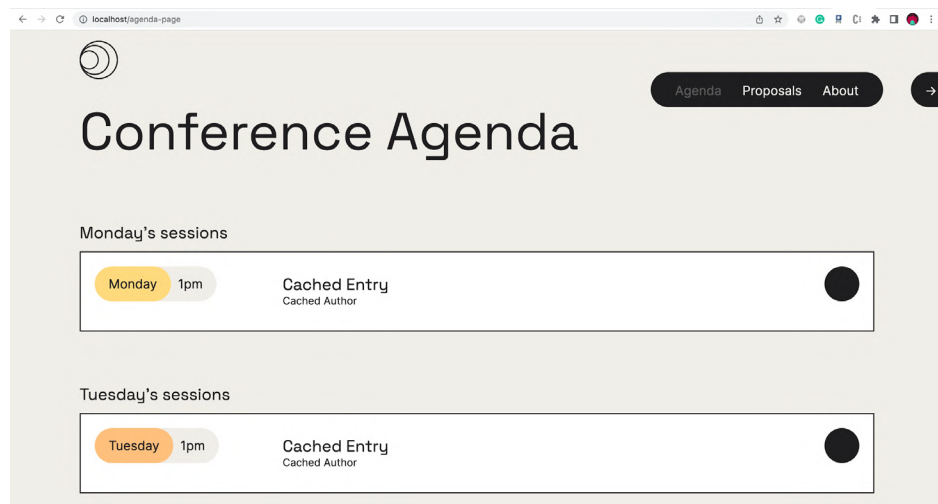 localhost/agenda-page
Agenda Proposals About
Conference Agenda
Monday's sessions
Monday 1pm
Cached Entry
Cached Author
Tuesday's sessions
Tuesday 1pm
Cached Entry
Cached Author